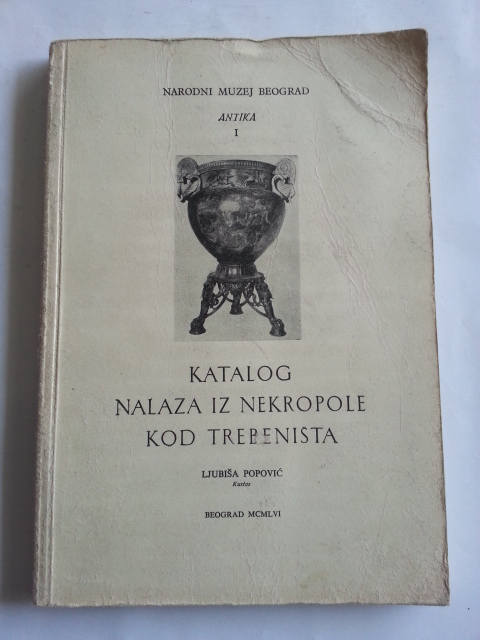 NARODNI MUZEJ BEOGRAD
ANTIKA
I
KATALOG
NALAZA IZ NEKROPOLE
KOD TREBENIŠTA
LJUBIŠA POPOVIĆ
Kustos
BEOGRAD MCMLVI